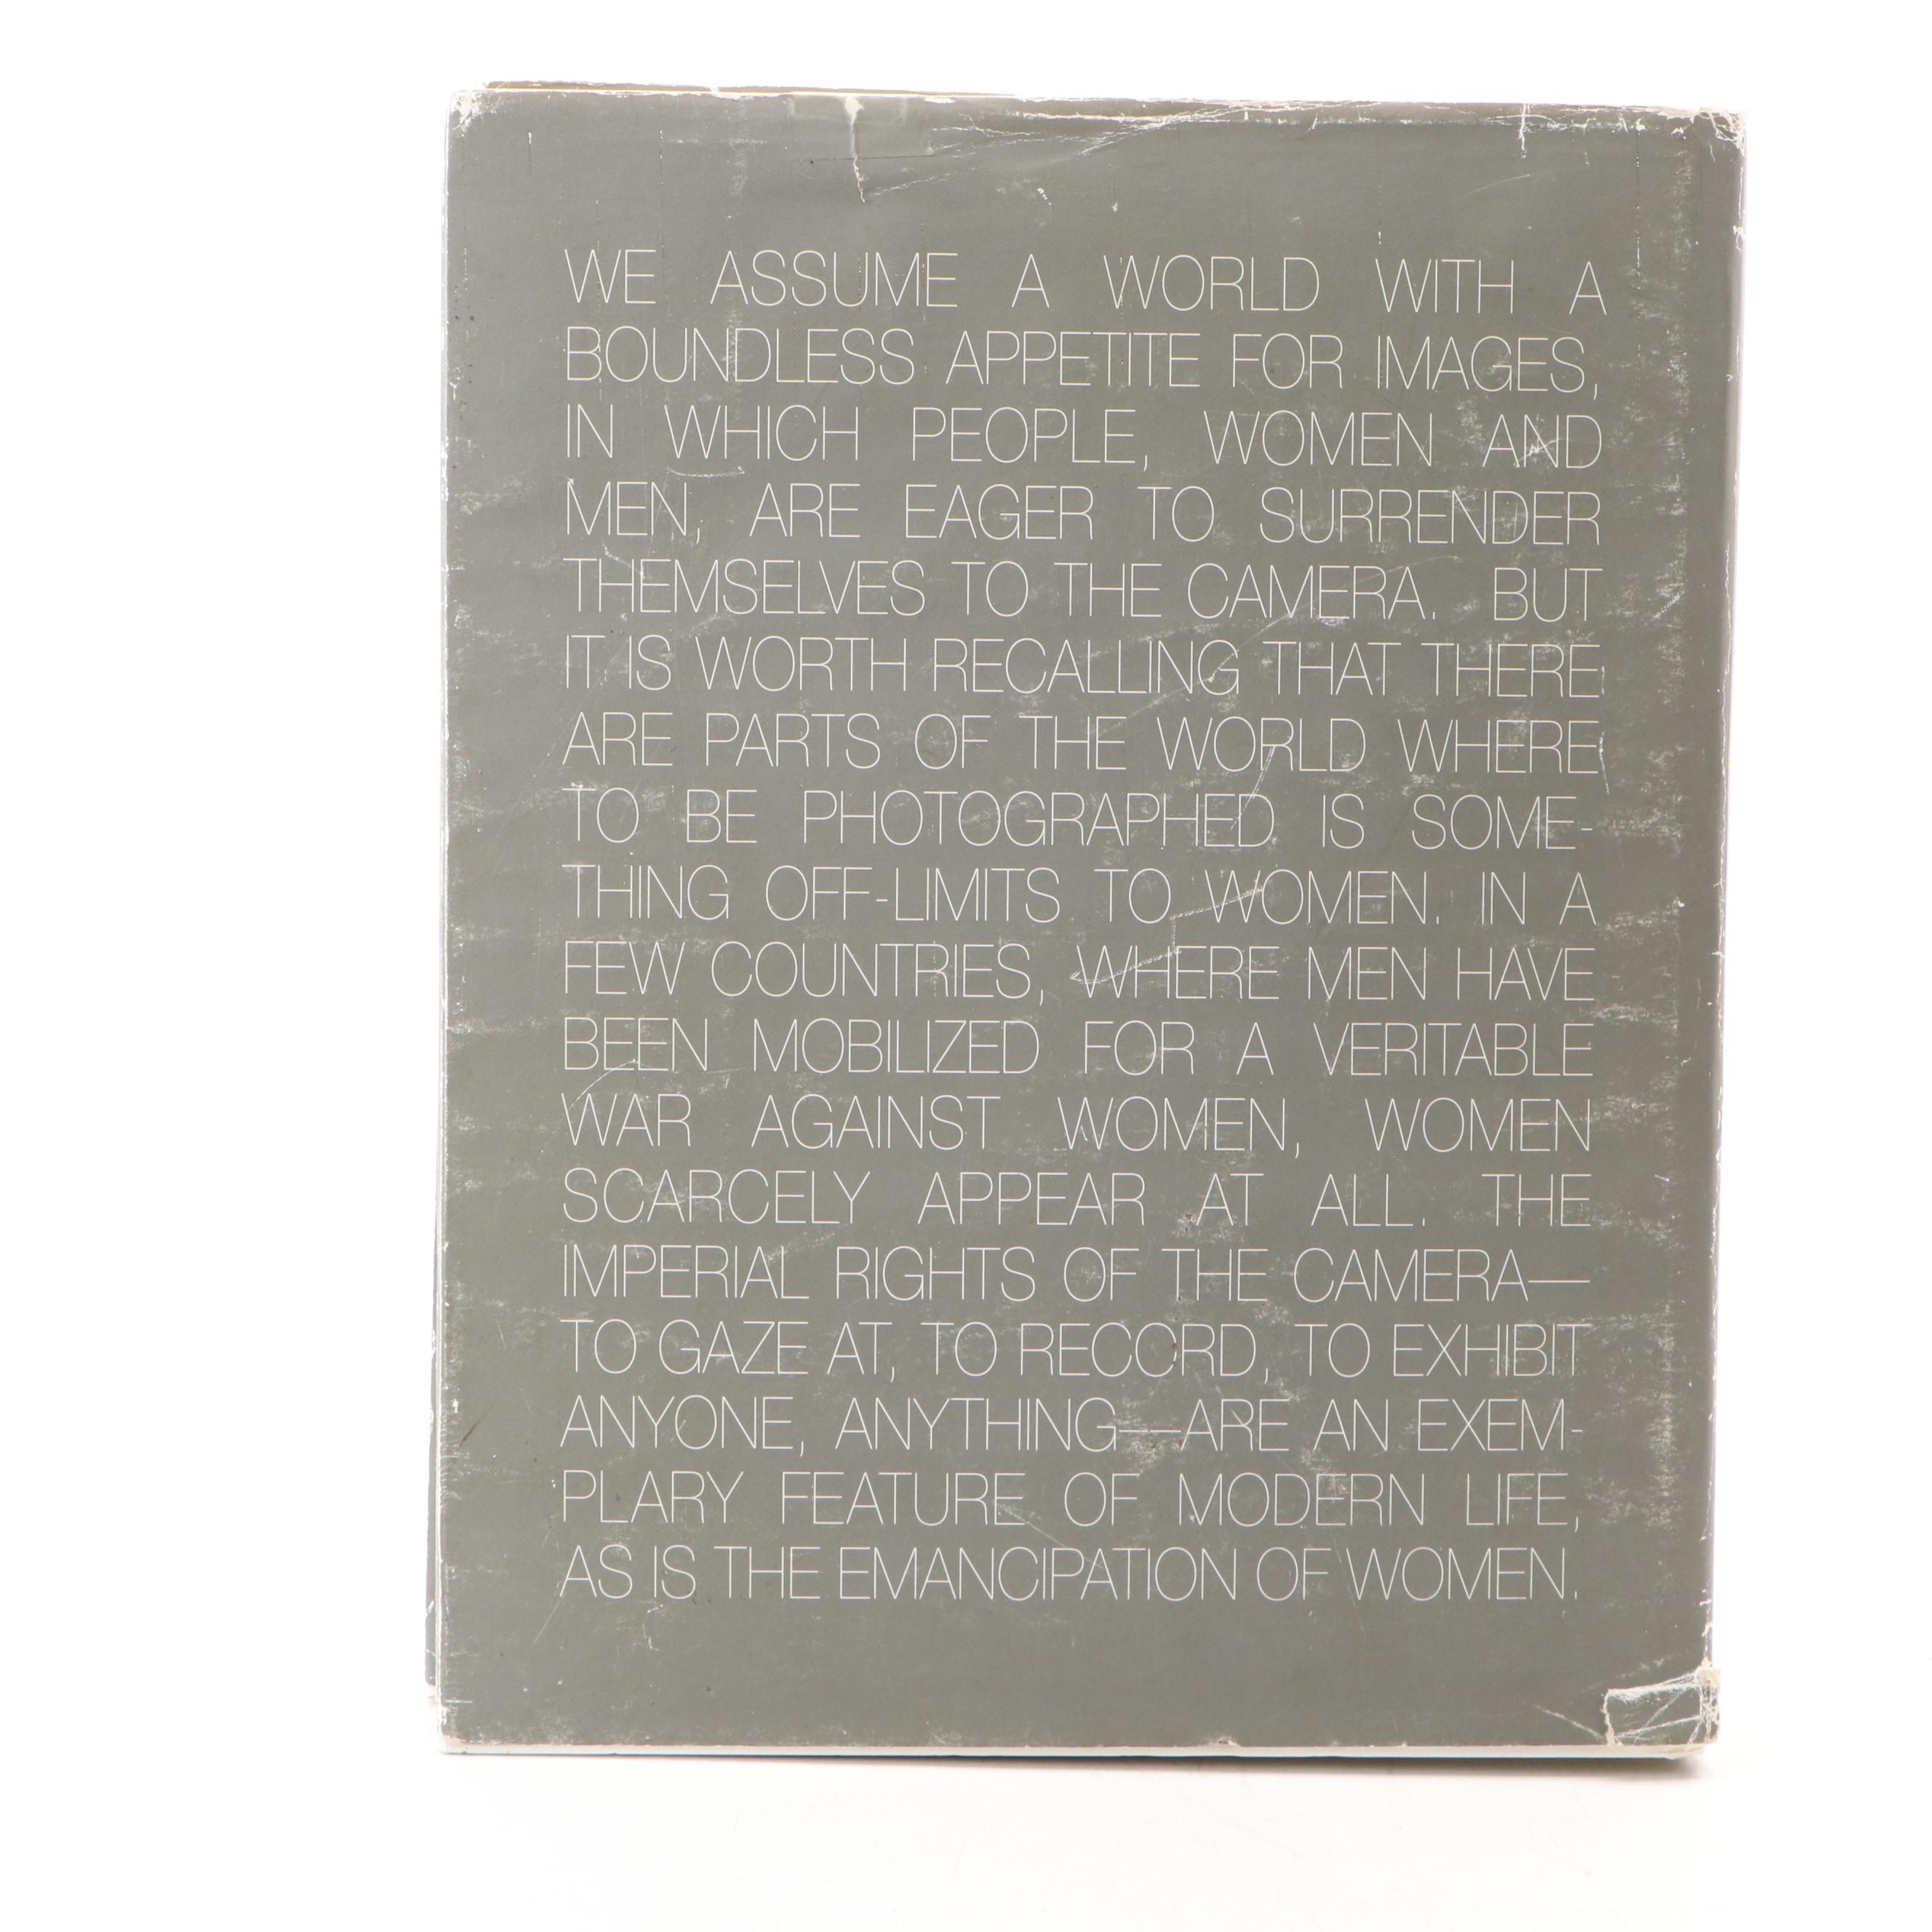 WE ASSUME A WORLD WITH A
BOUNDLESS APPETITE FOR IMAGES,
IN WHICH PEOPLE, WOMEN AND
MEN, ARE EAGER TO SURRENDER
THEMSELVES TO THE CAMERA. BUT
IT IS WORTH RECALLING THAT THERE
ARE PARTS OF THE WORLD WHERE
TO BE PHOTOGRAPHED IS SOME-
THING OFF-LIMITS TO WOMEN. IN A
FEW COUNTRIES, WHERE MEN HAVE
BEEN MOBILIZED FOR A VERITABLE
WAR AGAINST WOMEN, WOMEN
SCARCELY APPEAR AT ALL. THE
IMPERIAL RIGHTS OF THE CAMERA—
TO GAZE AT, TO RECORD, TO EXHIBIT
ANYONE, ANYTHING—ARE AN EXEM-
PLARY FEATURE OF MODERN LIFE,
AS IS THE EMANCIPATION OF WOMEN.